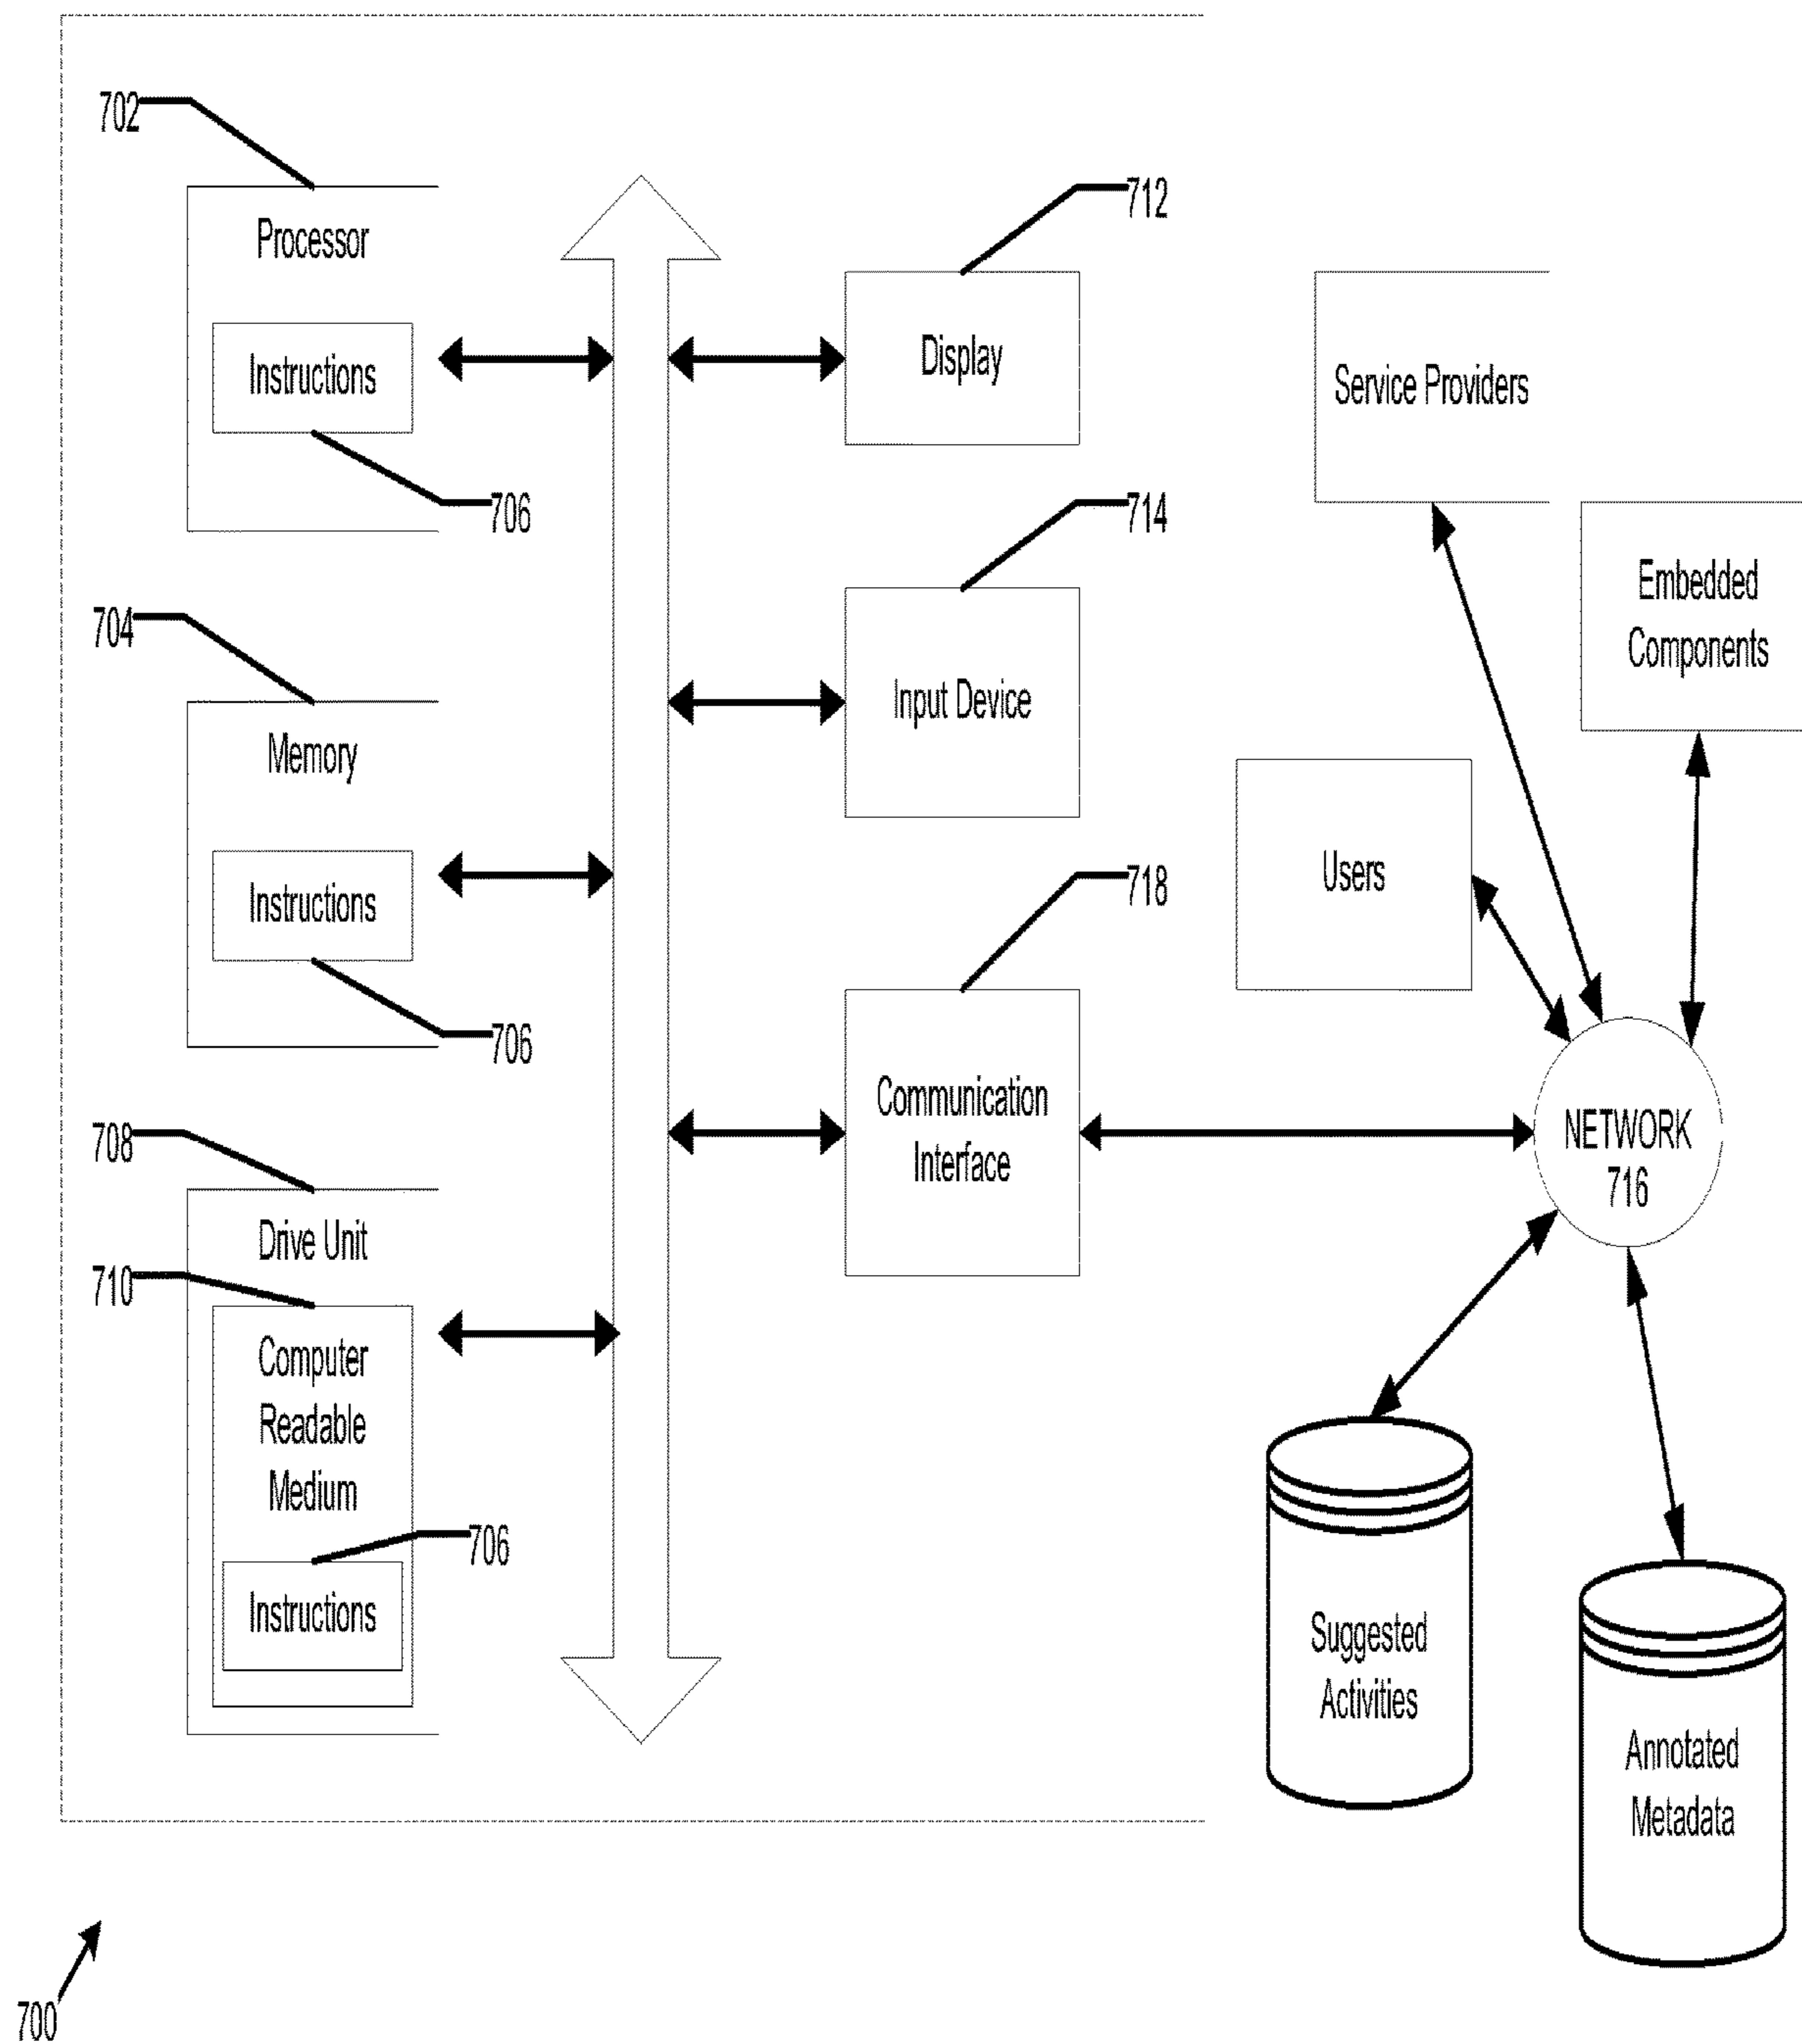 702
Processor
Instructions
706
704
Memory
Instructions
706
708
Drive Unit
710
Computer
Readable
Medium
706
Instructions
712
Display
714
Input Device
718
Communication
Interface
Service Providers
Embedded
Components
Users
NETWORK
716
Suggested
Activities
Annotated
Metadata
700